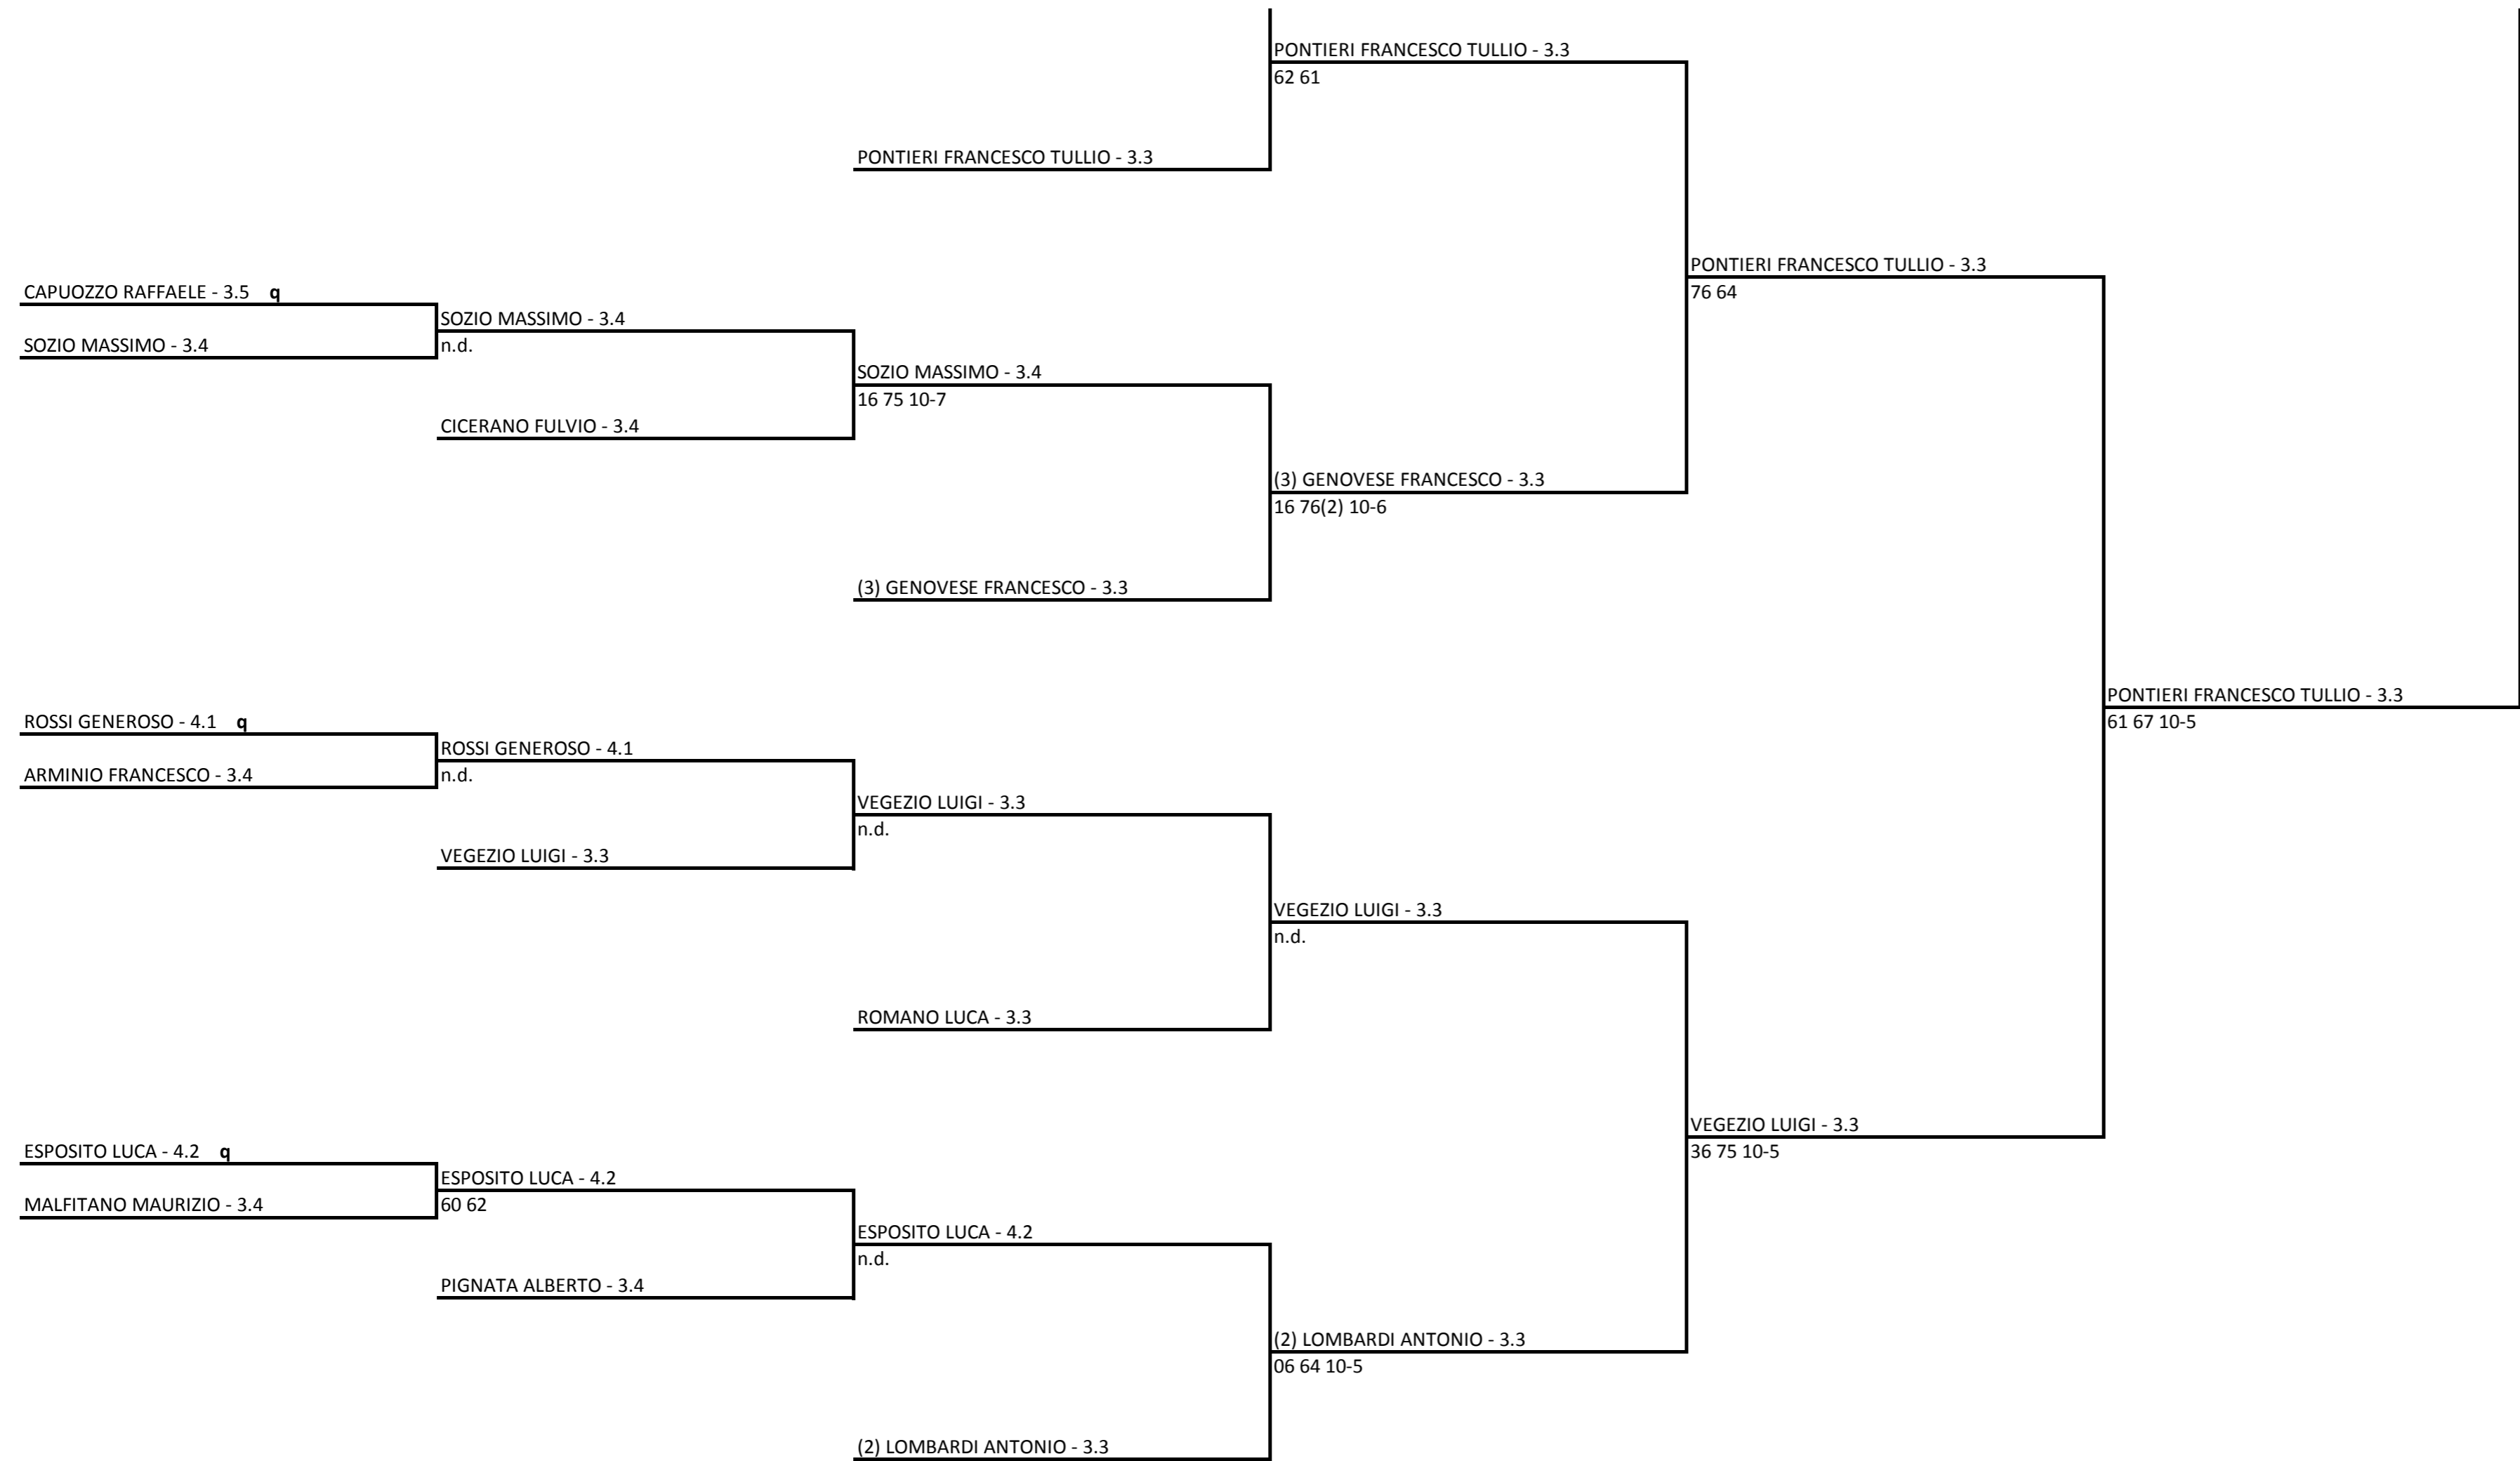 PONTIERI FRANCESCO TULLIO - 3.3
62 61
PONTIERI FRANCESCO TULLIO - 3.3
PONTIERI FRANCESCO TULLIO - 3.3
76 64
CAPUOZZO RAFFAELE - 3.5 q
SOZIO MASSIMO - 3.4
SOZIO MASSIMO - 3.4
n.d.
SOZIO MASSIMO - 3.4
16 75 10-7
CICERANO FULVIO - 3.4
(3) GENOVESE FRANCESCO - 3.3
16 76(2) 10-6
(3) GENOVESE FRANCESCO - 3.3
PONTIERI FRANCESCO TULLIO - 3.3
61 67 10-5
ROSSI GENEROSO - 4.1 q
ROSSI GENEROSO - 4.1
ARMINIO FRANCESCO - 3.4
n.d.
VEGEZIO LUIGI - 3.3
n.d.
VEGEZIO LUIGI - 3.3
VEGEZIO LUIGI - 3.3
n.d.
ROMANO LUCA - 3.3
VEGEZIO LUIGI - 3.3
36 75 10-5
ESPOSITO LUCA - 4.2 q
ESPOSITO LUCA - 4.2
MALFITANO MAURIZIO - 3.4
60 62
ESPOSITO LUCA - 4.2
n.d.
PIGNATA ALBERTO - 3.4
(2) LOMBARDI ANTONIO - 3.3
06 64 10-5
(2) LOMBARDI ANTONIO - 3.3